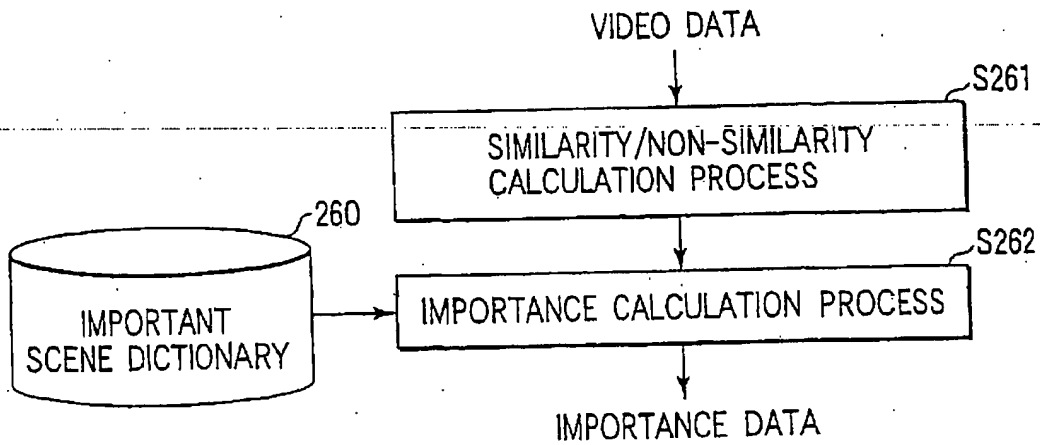 VIDEO DATA
S261
SIMILARITY/NON-SIMILARITY
CALCULATION PROCESS
260
S262
IMPORTANT
SCENE DICTIONARY
IMPORTANCE CALCULATION PROCESS
IMPORTANCE DATA